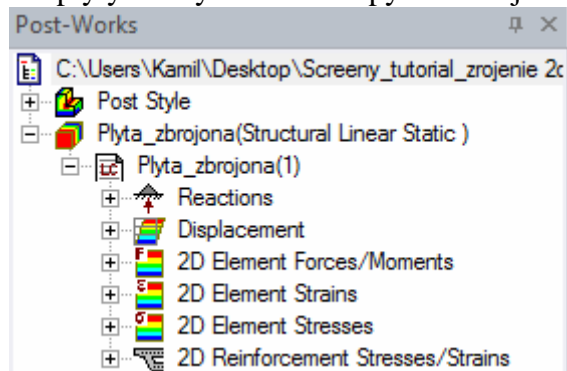 Post-Works
C:\Users\Kamil\Desktop\Screeny_tutorial_zrojenie 2d
Post Style
Plyta_zbrojona(Structural Linear Static )
Plyta_zbrojona(1)
Reactions
Displacement
2D Element Forces/Moments
2D Element Strains
2D Element Stresses
2D Reinforcement Stresses/Strains